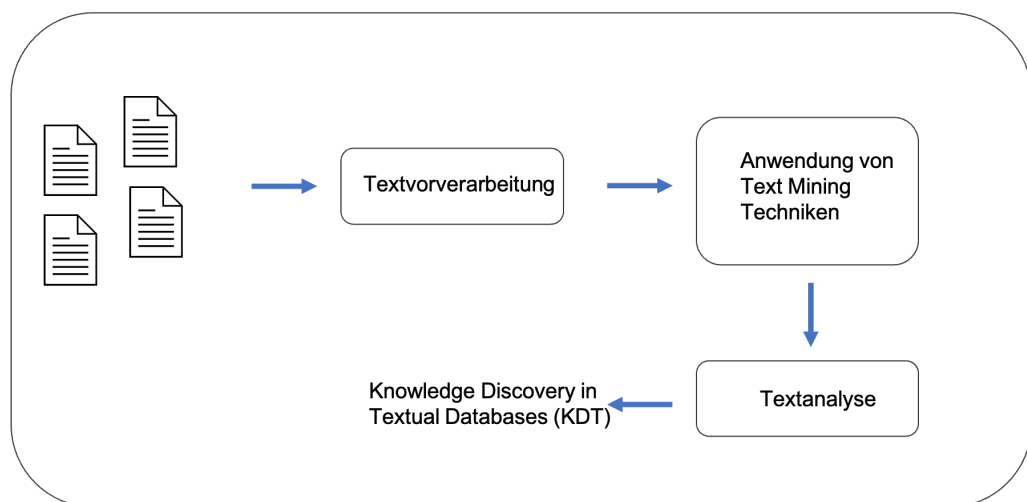 Textvorverarbeitung
Anwendung von
Text Mining
Techniken
Textanalyse
Knowledge Discovery in
Textual Databases (KDT)